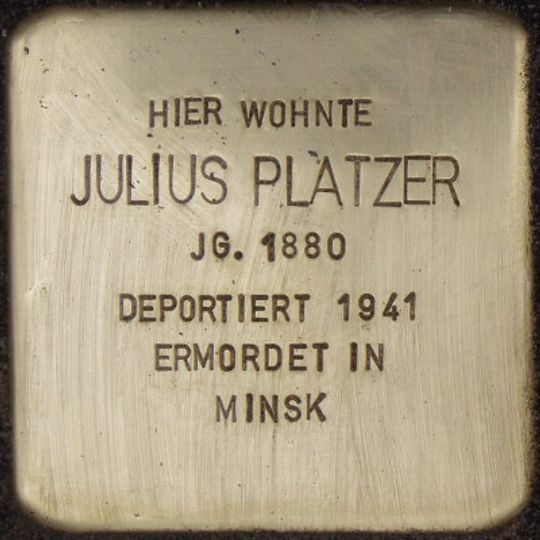 HIER WOHNTE
JULIUS PLATZER
JG. 1880
DEPORTIERT 1941
ERMORDET IN
MINSK